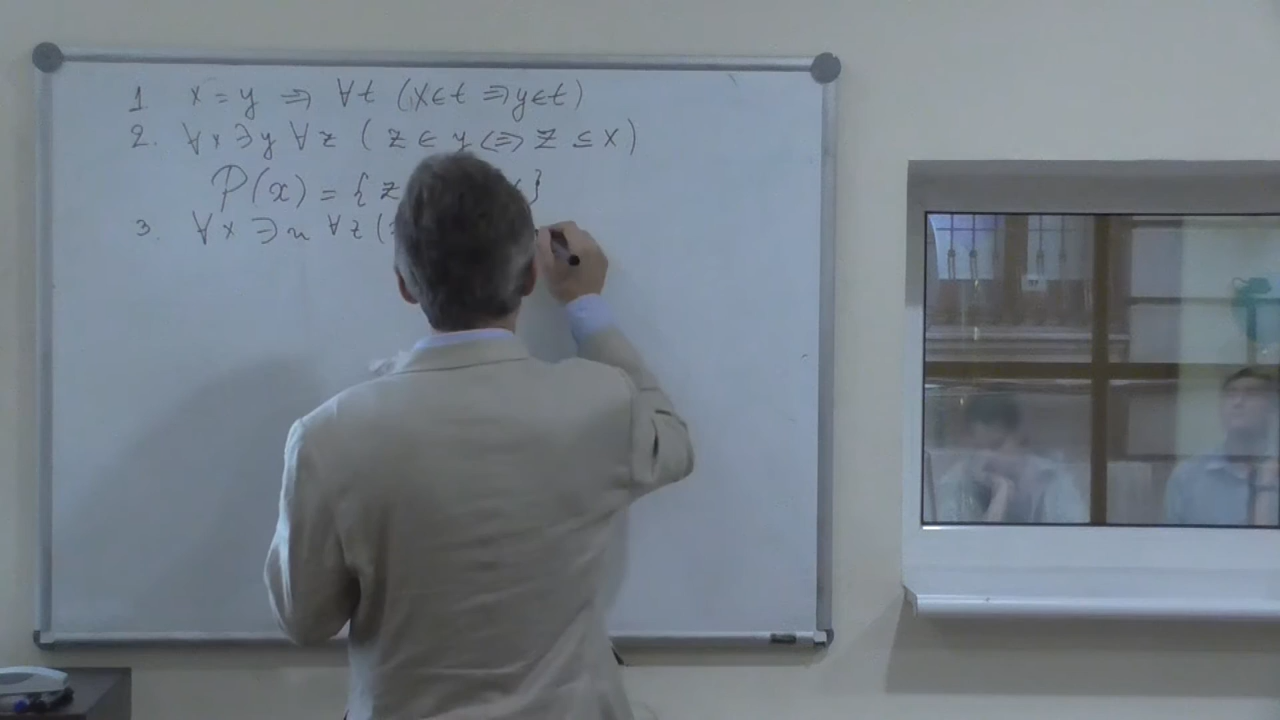 1 x = y ⇒ ∀t (x∈t ⇒ y∈t)
2. ∀x ∃y ∀z ( z ∈ y ⇔ z ⊆ x )
P(x) = { z }
3. ∀x ∃u ∀z (